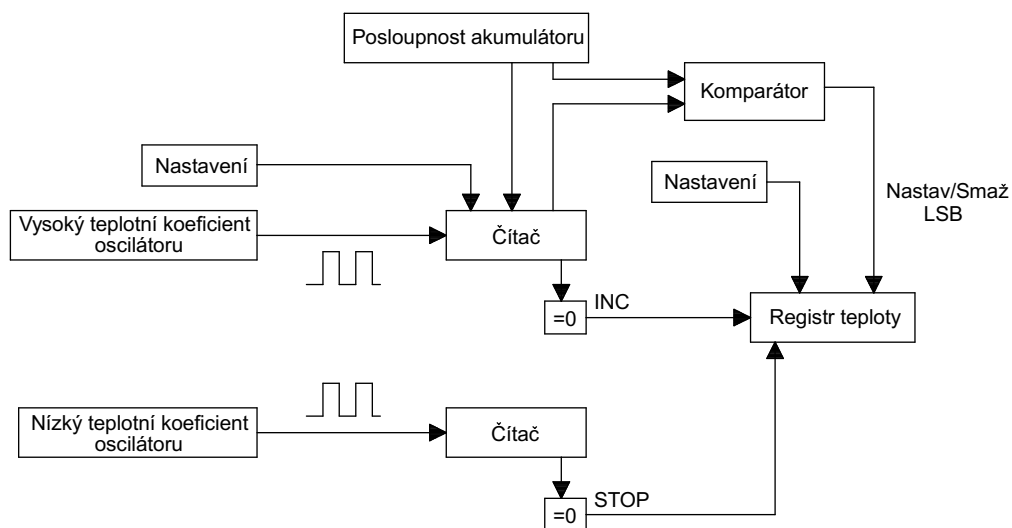 Posloupnost akumulátoru
Komparátor
Nastavení
Nastavení
Nastav/Smaž
LSB
Vysoký teplotní koeficient
oscilátoru
Čítač
=0
INC
Registr teploty
Nízký teplotní koeficient
oscilátoru
Čítač
=0
STOP